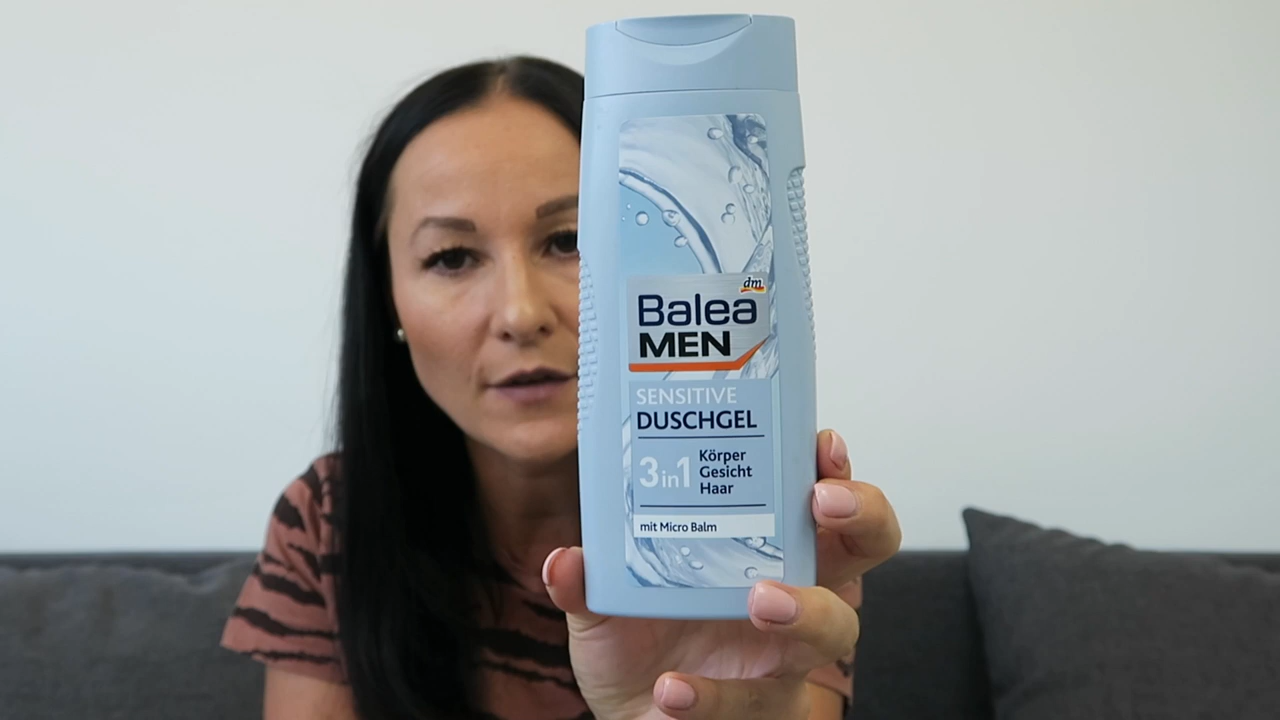 dm
Balea
MEN
SENSITIVE
DUSCHGEL
3in1
Körper
Gesicht
Haar
mit Micro Balm